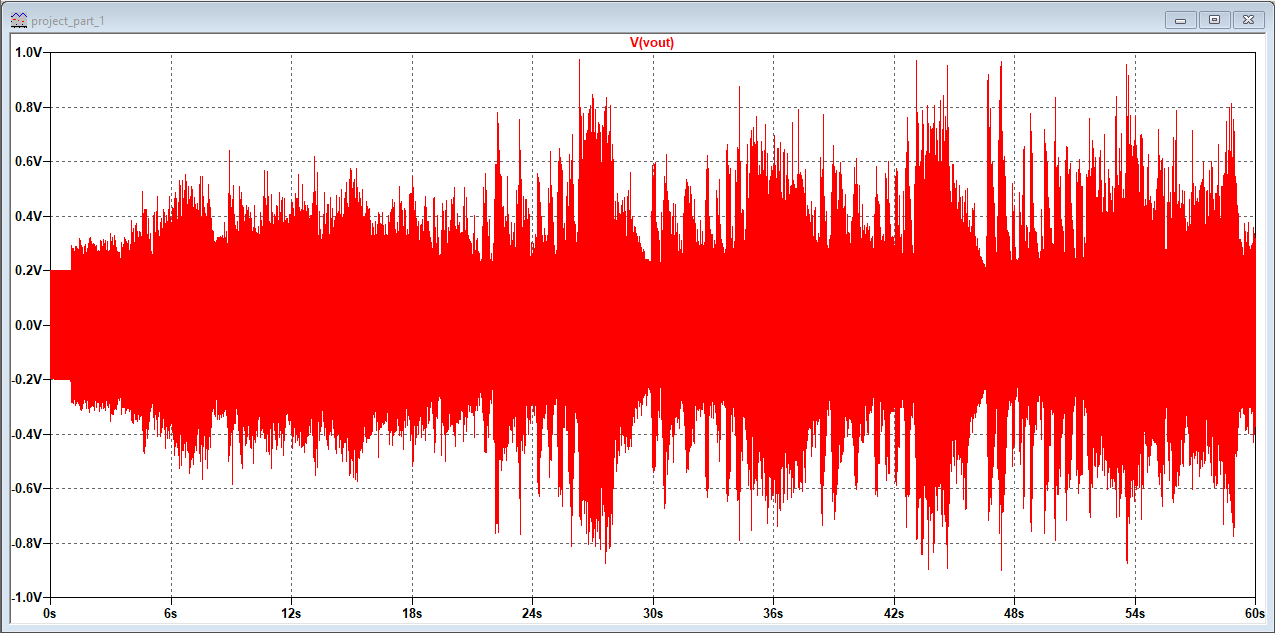 project_part_1
V(vout)
1.0V
0.8V
0.6V
0.4V
0.2V
0.0V
-0.2V
-0.4V
-0.6V
-0.8V
-1.0V
0s 6s 12s 18s 24s 30s 36s 42s 48s 54s 60s